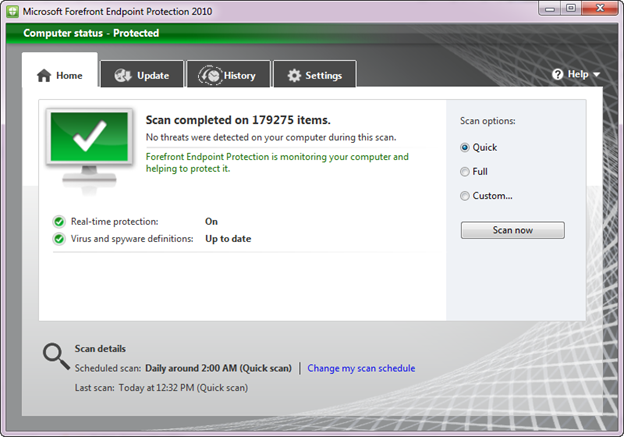 Microsoft Forefront Endpoint Protection 2010
Computer status - Protected
Home
Update
History
Settings
Help
Scan completed on 179275 items.
No threats were detected on your computer during this scan.
Forefront Endpoint Protection is monitoring your computer and
helping to protect it.
Real-time protection: On
Virus and spyware definitions: Up to date
Scan options:
Quick
Full
Custom...
Scan now
Scan details
Scheduled scan: Daily around 2:00 AM (Quick scan) Change my scan schedule
Last scan: Today at 12:32 PM (Quick scan)